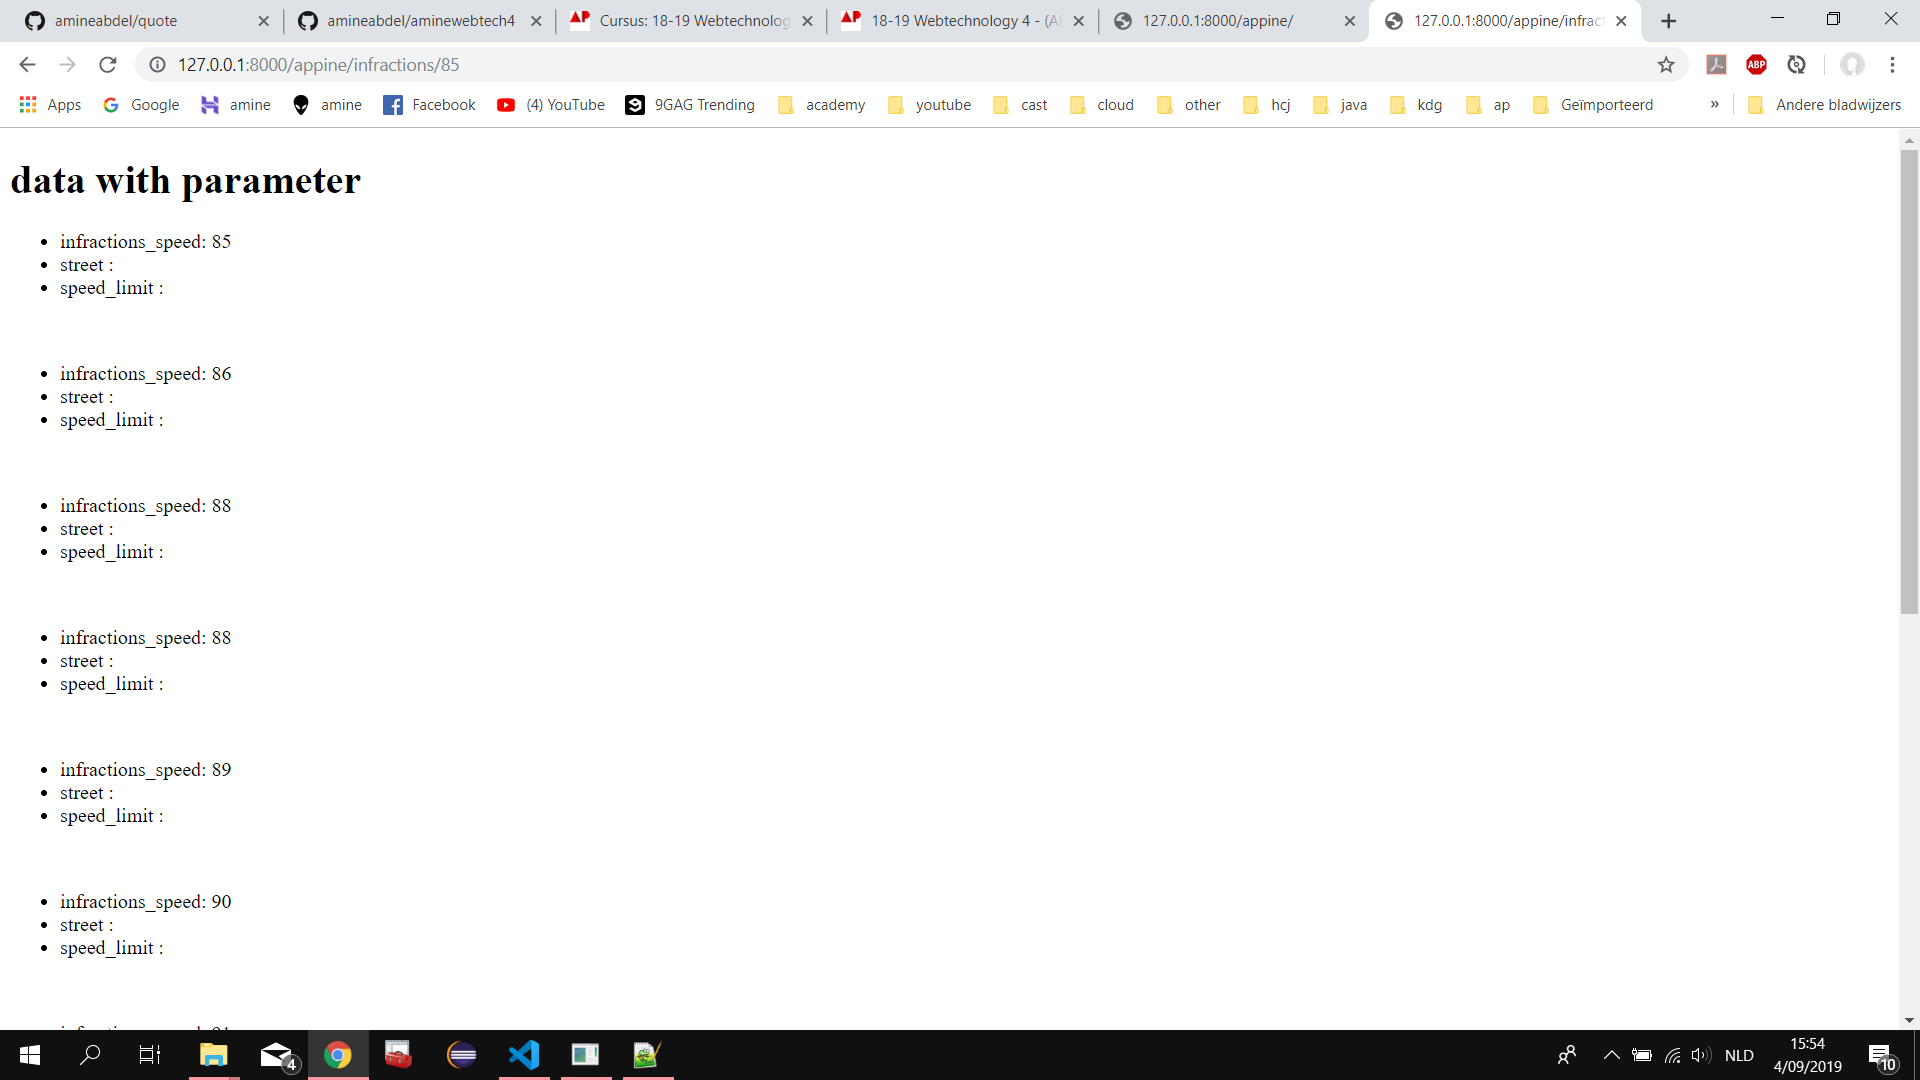 amineabdel/quote
amineabdel/aminewebtech4
Cursus: 18-19 Webtechnolog
18-19 Webtechnology 4 - (A
127.0.0.1:8000/appine/
127.0.0.1:8000/appine/infrac
127.0.0.1:8000/appine/infractions/85
ABP
Apps
Google
amine
amine
Facebook
(4) YouTube
9GAG Trending
academy
youtube
cast
cloud
other
hcj
java
kdg
ap
Geïmporteerd
»
Andere bladwijzers
data with parameter
• infractions_speed: 85
• street :
• speed_limit :
• infractions_speed: 86
• street :
• speed_limit :
• infractions_speed: 88
• street :
• speed_limit :
• infractions_speed: 88
• street :
• speed_limit :
• infractions_speed: 89
• street :
• speed_limit :
• infractions_speed: 90
• street :
• speed_limit :
4
NLD
15:54
4/09/2019
10